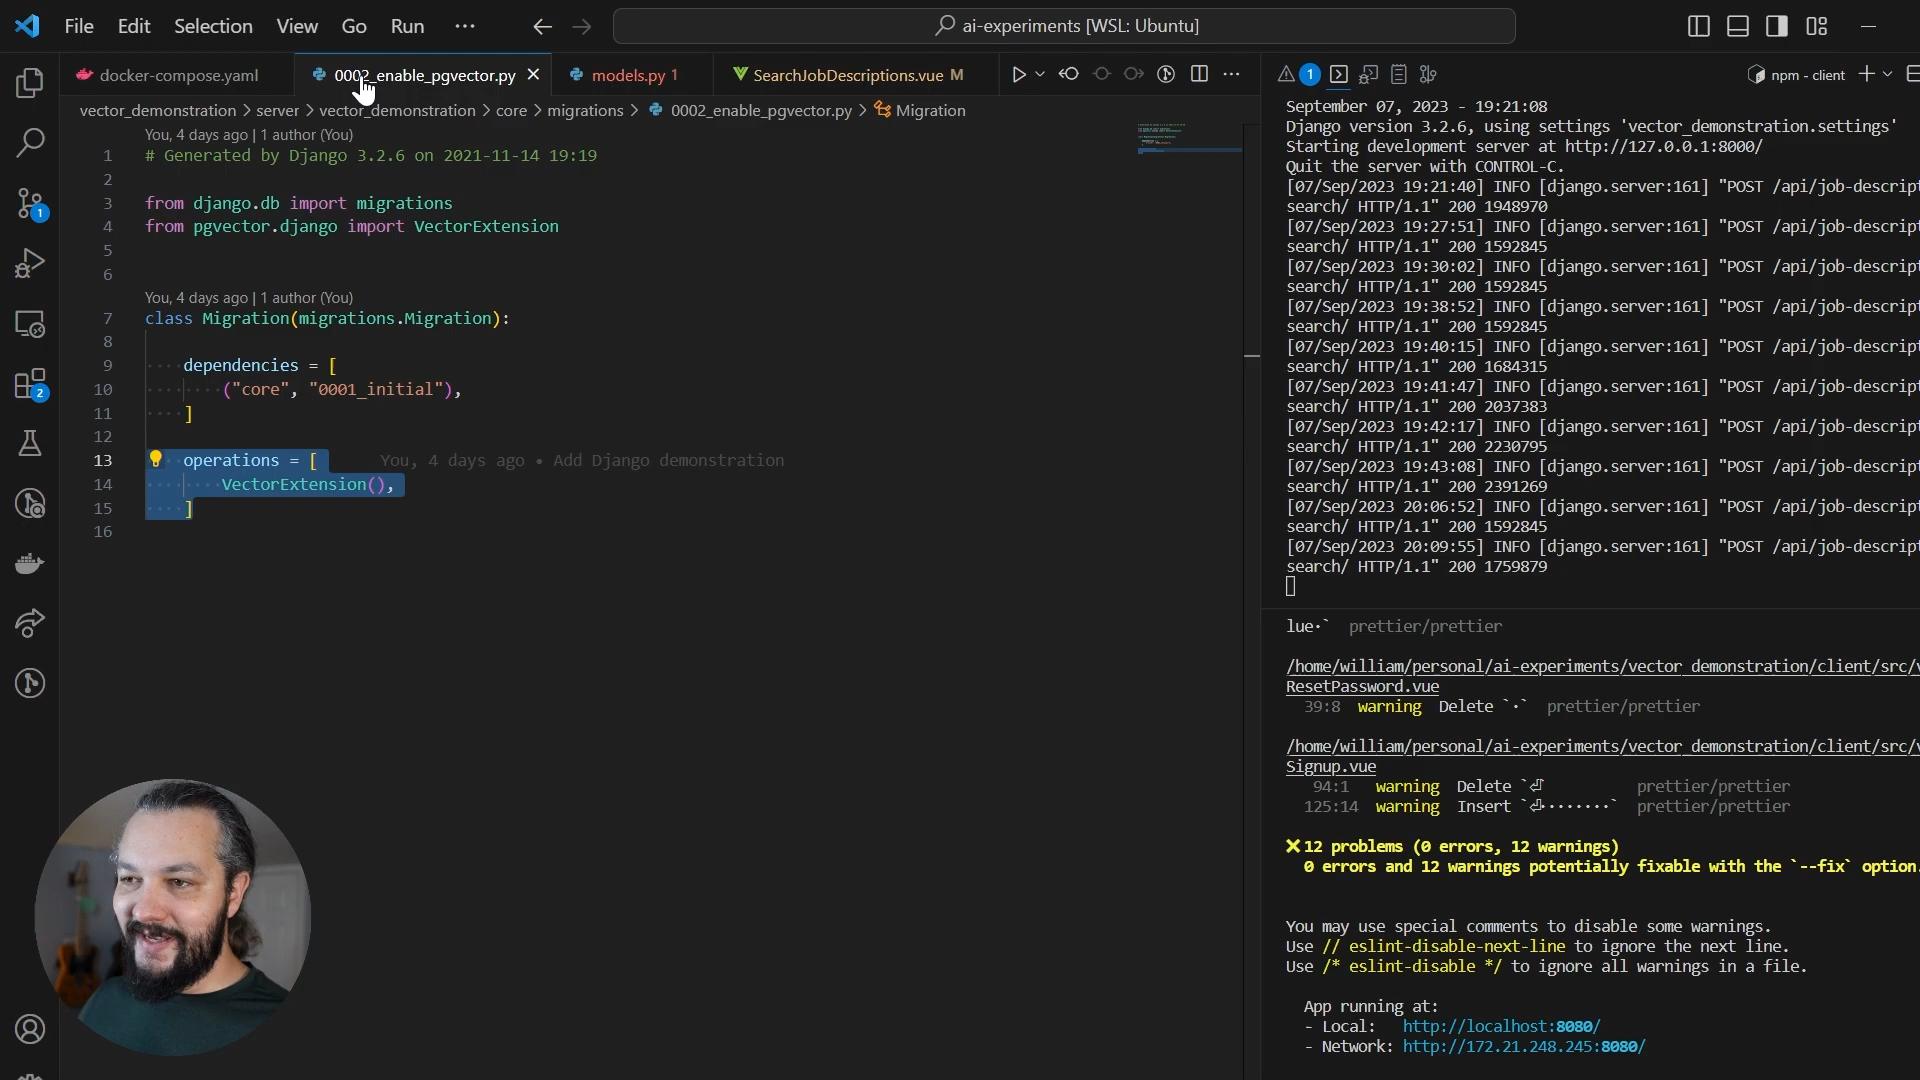 File Edit Selection View Go Run ···
ai-experiments [WSL: Ubuntu]
docker-compose.yaml
0002_enable_pgvector.py
models.py 1
SearchJobDescriptions.vue M
vector_demonstration > server > vector_demonstration > core > migrations > 0002_enable_pgvector.py > Migration
You, 4 days ago | 1 author (You)
1 # Generated by Django 3.2.6 on 2021-11-14 19:19
2
3 from django.db import migrations
4 from pgvector.django import VectorExtension
5
6
You, 4 days ago | 1 author (You)
7 class Migration(migrations.Migration):
8
9 dependencies = [
10 ("core", "0001_initial"),
11 ]
12
13 operations = [ You, 4 days ago • Add Django demonstration
14 VectorExtension(),
15 ]
16
1
2
1
npm - client
September 07, 2023 - 19:21:08
Django version 3.2.6, using settings 'vector_demonstration.settings'
Starting development server at http://127.0.0.1:8000/
Quit the server with CONTROL-C.
[07/Sep/2023 19:21:40] INFO [django.server:161] "POST /api/job-descript
search/ HTTP/1.1" 200 1948970
[07/Sep/2023 19:27:51] INFO [django.server:161] "POST /api/job-descript
search/ HTTP/1.1" 200 1592845
[07/Sep/2023 19:30:02] INFO [django.server:161] "POST /api/job-descript
search/ HTTP/1.1" 200 1592845
[07/Sep/2023 19:38:52] INFO [django.server:161] "POST /api/job-descript
search/ HTTP/1.1" 200 1592845
[07/Sep/2023 19:40:15] INFO [django.server:161] "POST /api/job-descript
search/ HTTP/1.1" 200 1684315
[07/Sep/2023 19:41:47] INFO [django.server:161] "POST /api/job-descript
search/ HTTP/1.1" 200 2037383
[07/Sep/2023 19:42:17] INFO [django.server:161] "POST /api/job-descript
search/ HTTP/1.1" 200 2230795
[07/Sep/2023 19:43:08] INFO [django.server:161] "POST /api/job-descript
search/ HTTP/1.1" 200 2391269
[07/Sep/2023 20:06:52] INFO [django.server:161] "POST /api/job-descript
search/ HTTP/1.1" 200 1592845
[07/Sep/2023 20:09:55] INFO [django.server:161] "POST /api/job-descript
search/ HTTP/1.1" 200 1759879
lue·` prettier/prettier
/home/william/personal/ai-experiments/vector_demonstration/client/src/v
ResetPassword.vue
39:8 warning Delete `·` prettier/prettier
/home/william/personal/ai-experiments/vector_demonstration/client/src/v
Signup.vue
94:1 warning Delete `⏎ prettier/prettier
125:14 warning Insert `⏎········` prettier/prettier
✖ 12 problems (0 errors, 12 warnings)
0 errors and 12 warnings potentially fixable with the `--fix` option.
You may use special comments to disable some warnings.
Use // eslint-disable-next-line to ignore the next line.
Use /* eslint-disable */ to ignore all warnings in a file.
App running at:
- Local: http://localhost:8080/
- Network: http://172.21.248.245:8080/